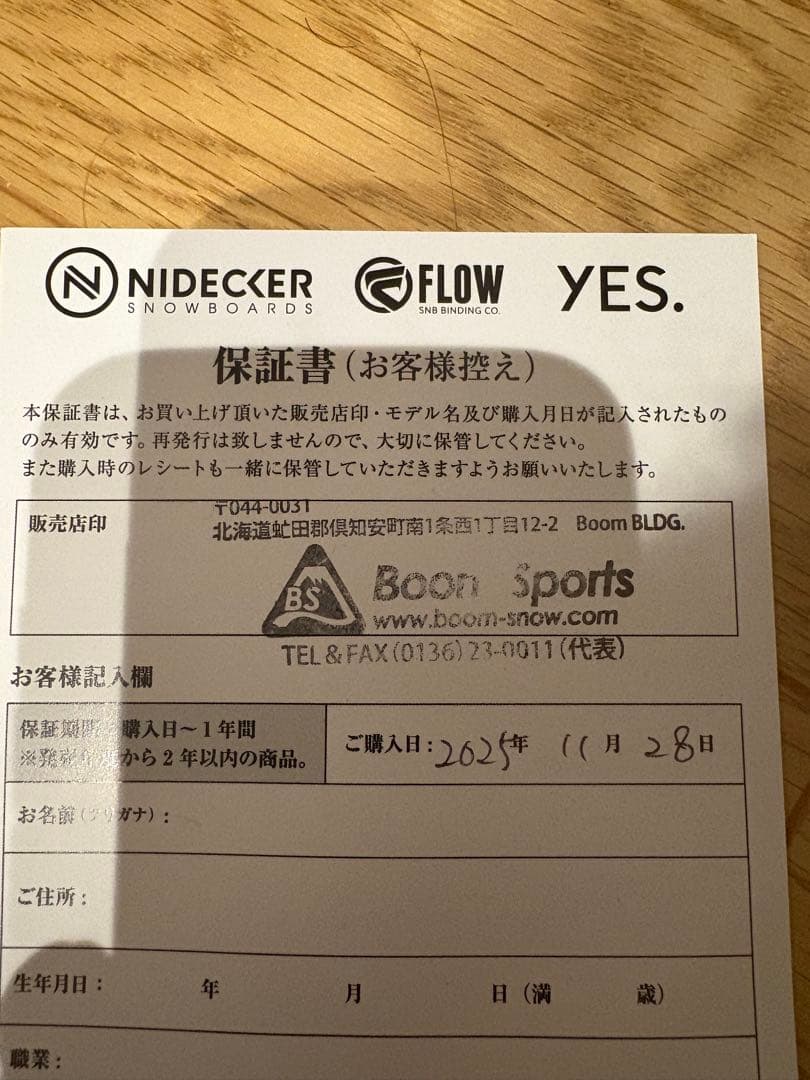 NIDECKER
SNOWBOARDS
FLOW
SNB BINDING CO.
YES.
保証書(お客様控え)
本保証書は、お買い上げ頂いた販売店印・モデル名及び購入月日が記入されたもの
のみ有効です。再発行は致しませんので、大切に保管してください。
また購入時のレシートも一緒に保管していただきますようお願いいたします。
販売店印
〒044-0031
北海道虻田郡倶知安町南1条西1丁目12-2 Boom BLDG.
BS
Boom Sports
www.boom-snow.com
TEL&FAX(0136)23-0011(代表)
お客様記入欄
保証期間 購入日〜1年間
から2年以内の商品。
ご購入日:2025年 11月 28日
お名前(フリガナ):
ご住所:
生年月日: 年 月 日(満 歳)
職業: